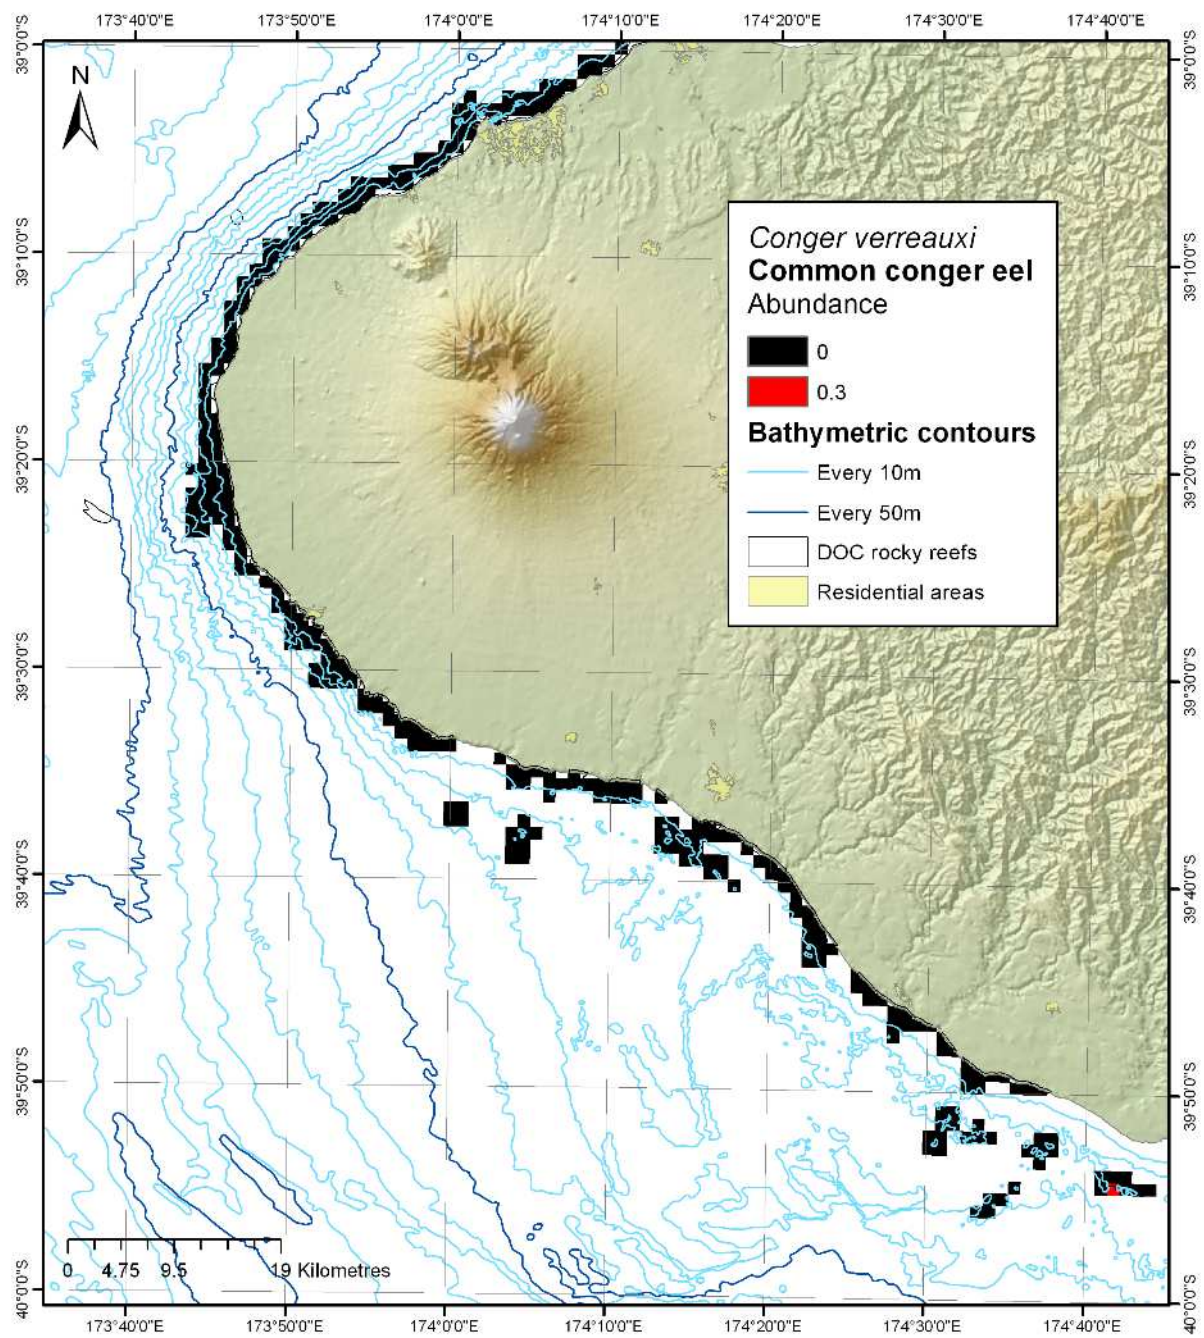 173°40'0"E 173°50'0"E 174°0'0"E 174°10'0"E 174°20'0"E 174°30'0"E 174°40'0"E
39°0'0"S 39°10'0"S 39°20'0"S 39°30'0"S 39°40'0"S 39°50'0"S 40°0'0"S
N
Conger verreauxi
Common conger eel
Abundance
0
0.3
Bathymetric contours
Every 10m
Every 50m
DOC rocky reefs
Residential areas
39°0'0"S 39°10'0"S 39°20'0"S 39°30'0"S 39°40'0"S 39°50'0"S 40°0'0"S
0 4.75 9.5 19 Kilometres
173°40'0"E 173°50'0"E 174°0'0"E 174°10'0"E 174°20'0"E 174°30'0"E 174°40'0"E